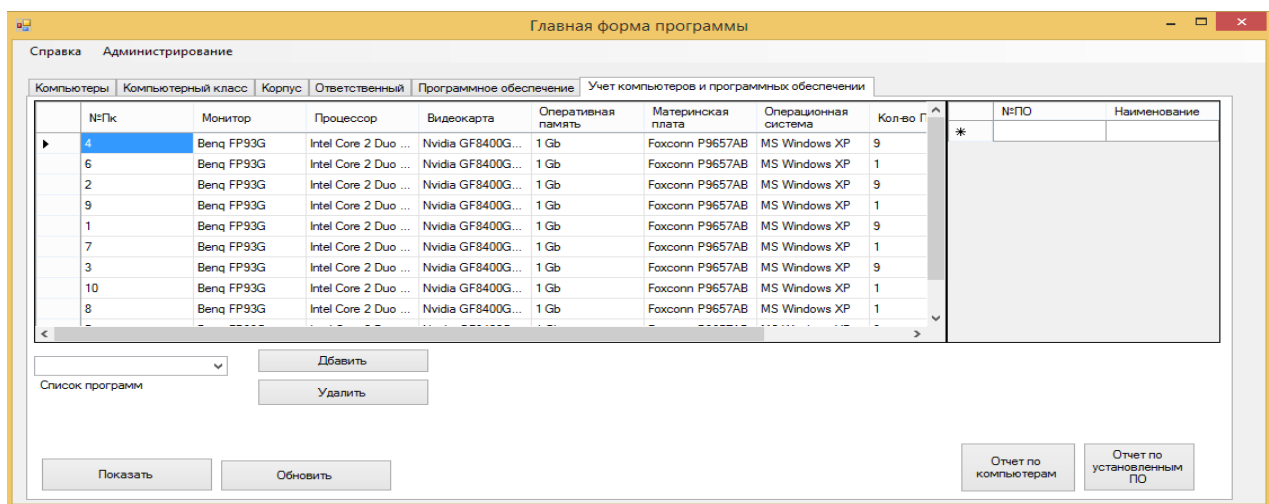 Главная форма программы
Справка Администрирование
Компьютеры Компьютерный класс Корпус Ответственный Программное обеспечение Учет компьютеров и программных обеспечении
№Пк Монитор Процессор Видеокарта Оперативная память Материнская плата Операционная система Кол-во П №ПО Наименование
4 Benq FP93G Intel Core 2 Duo ... Nvidia GF8400G... 1 Gb Foxconn P9657AB MS Windows XP 9
6 Benq FP93G Intel Core 2 Duo ... Nvidia GF8400G... 1 Gb Foxconn P9657AB MS Windows XP 1
2 Benq FP93G Intel Core 2 Duo ... Nvidia GF8400G... 1 Gb Foxconn P9657AB MS Windows XP 9
9 Benq FP93G Intel Core 2 Duo ... Nvidia GF8400G... 1 Gb Foxconn P9657AB MS Windows XP 1
1 Benq FP93G Intel Core 2 Duo ... Nvidia GF8400G... 1 Gb Foxconn P9657AB MS Windows XP 9
7 Benq FP93G Intel Core 2 Duo ... Nvidia GF8400G... 1 Gb Foxconn P9657AB MS Windows XP 1
3 Benq FP93G Intel Core 2 Duo ... Nvidia GF8400G... 1 Gb Foxconn P9657AB MS Windows XP 9
10 Benq FP93G Intel Core 2 Duo ... Nvidia GF8400G... 1 Gb Foxconn P9657AB MS Windows XP 1
8 Benq FP93G Intel Core 2 Duo ... Nvidia GF8400G... 1 Gb Foxconn P9657AB MS Windows XP 1
Дбавить
Список программ
Удалить
Показать Обновить
Отчет по компьютерам
Отчет по установленным ПО